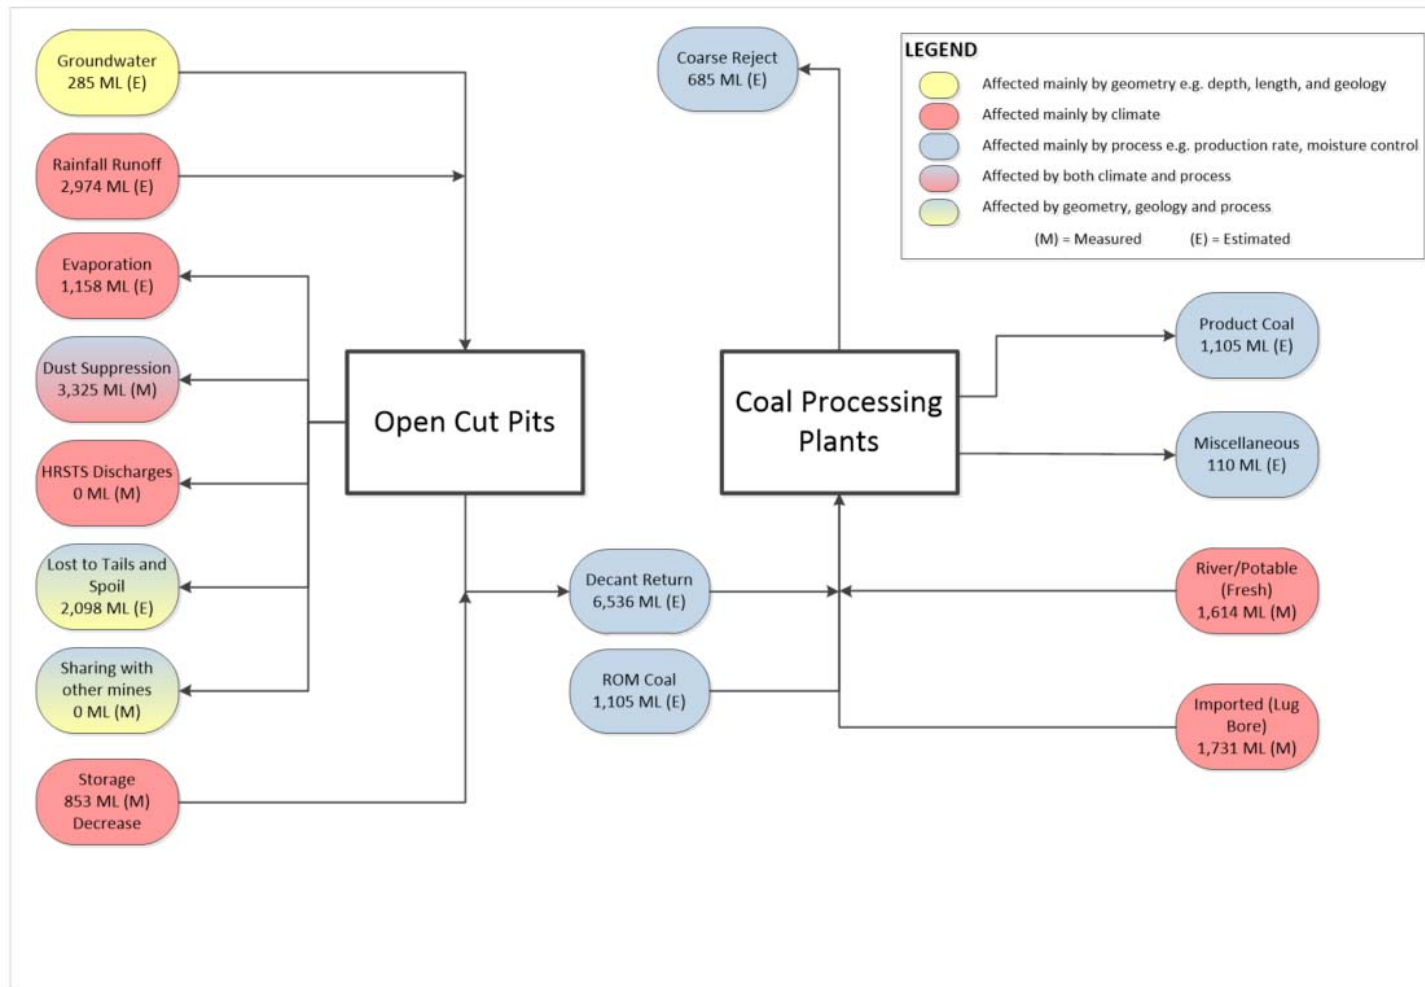 Groundwater
285 ML (E)
Rainfall Runoff
2,974 ML (E)
Evaporation
1,158 ML (E)
Dust Suppression
3,325 ML (M)
HRSTS Discharges
0 ML (M)
Lost to Tails and
Spoil
2,098 ML (E)
Sharing with
other mines
0 ML (M)
Storage
853 ML (M)
Decrease
Open Cut Pits
Coarse Reject
685 ML (E)
Coal Processing
Plants
Decant Return
6,536 ML (E)
ROM Coal
1,105 ML (E)
LEGEND
Affected mainly by geometry e.g. depth, length, and geology
Affected mainly by climate
Affected mainly by process e.g. production rate, moisture control
Affected by both climate and process
Affected by geometry, geology and process
(M) = Measured (E) = Estimated
Product Coal
1,105 ML (E)
Miscellaneous
110 ML (E)
River/Potable
(Fresh)
1,614 ML (M)
Imported (Lug
Bore)
1,731 ML (M)